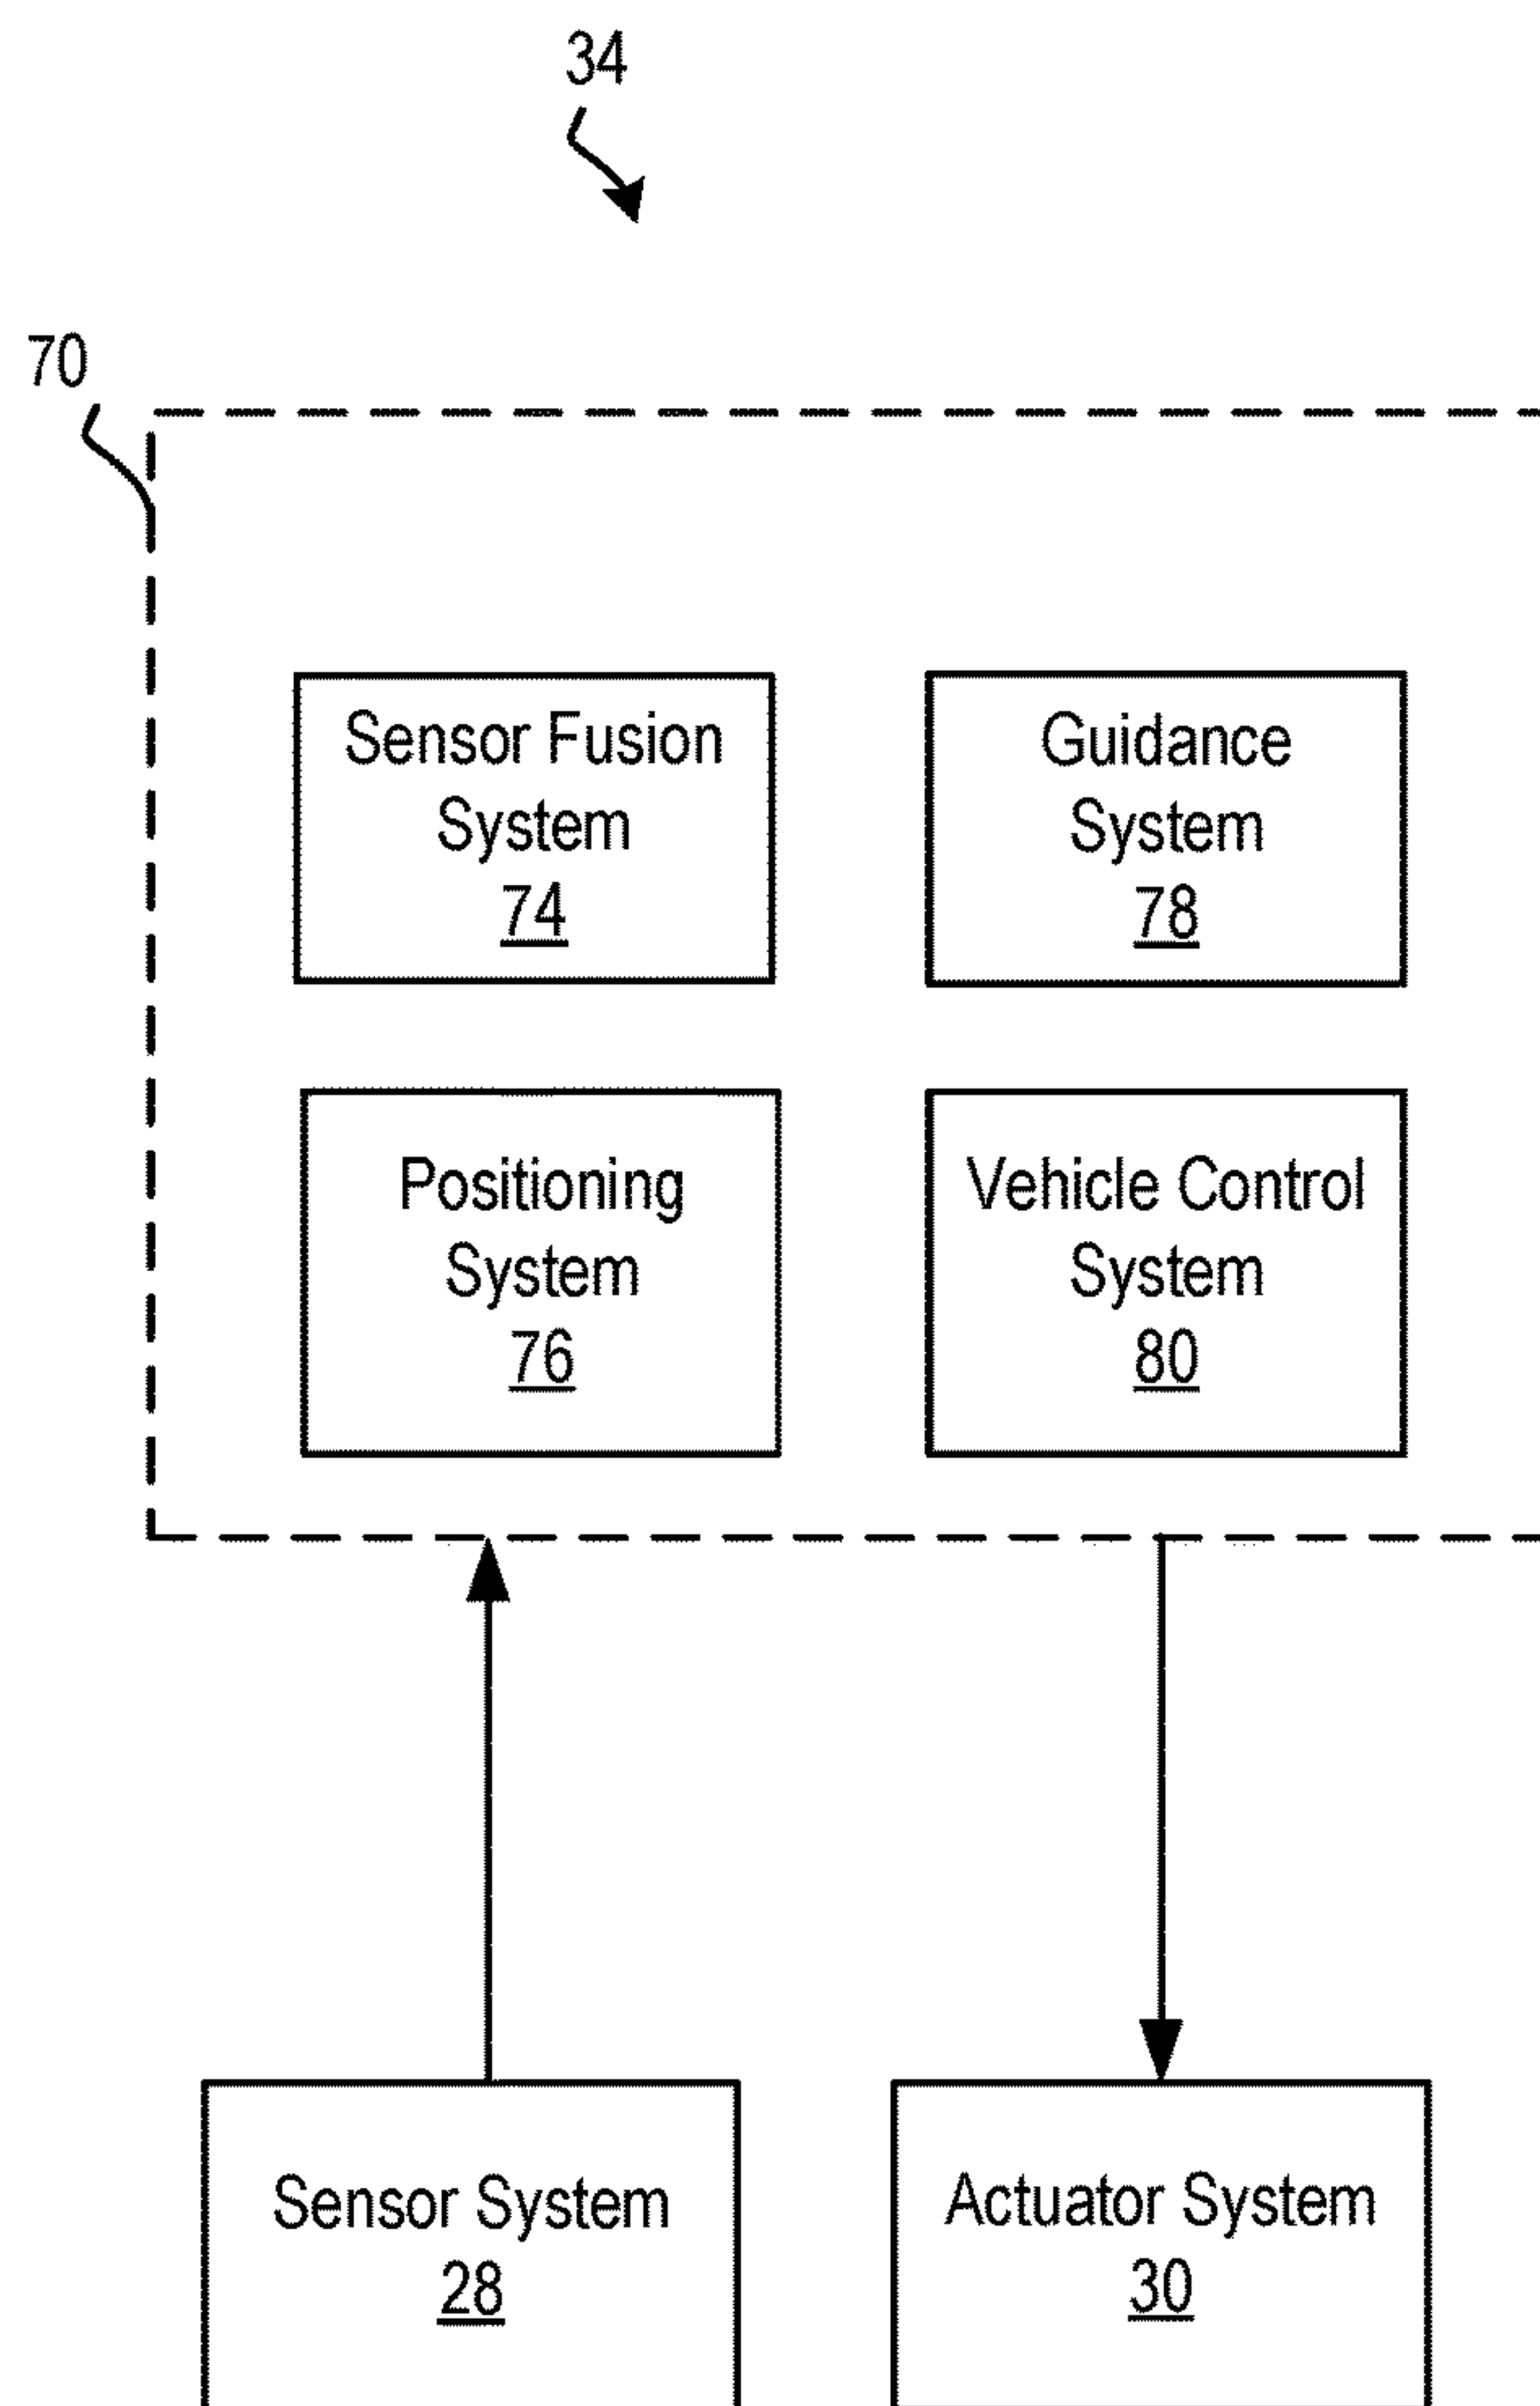 34
70
Sensor Fusion
System
74
Guidance
System
78
Positioning
System
76
Vehicle Control
System
80
Sensor System
28
Actuator System
30